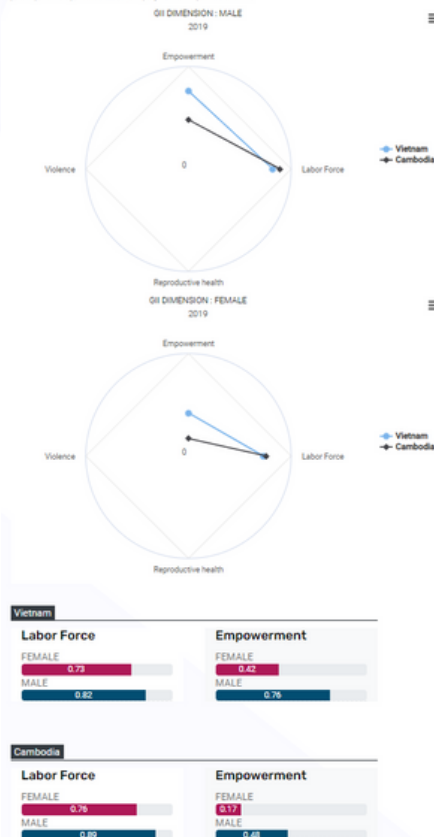 GII DIMENSION : MALE
2019
Empowerment
Violence
0
Labor Force
Vietnam
Cambodia
Reproductive health
GII DIMENSION : FEMALE
2019
Empowerment
Violence
0
Labor Force
Vietnam
Cambodia
Reproductive health
Vietnam
Labor Force
FEMALE
0.73
MALE
0.82
Empowerment
FEMALE
0.42
MALE
0.76
Cambodia
Labor Force
FEMALE
0.76
MALE
0.89
Empowerment
FEMALE
0.17
MALE
0.48